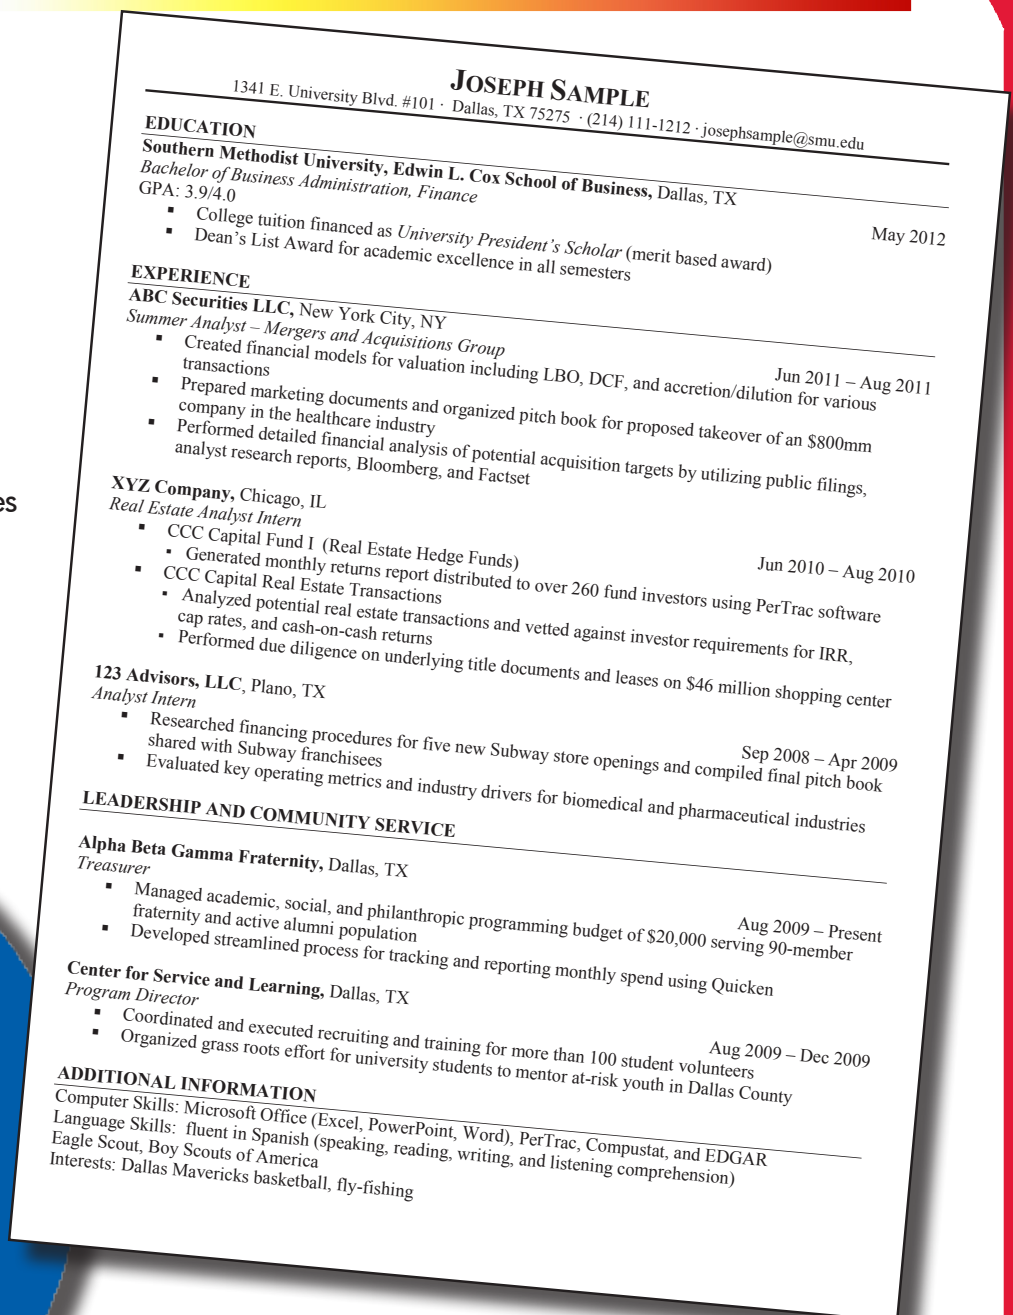 JOSEPH SAMPLE
1341 E. University Blvd. #101 · Dallas, TX 75275 · (214) 111-1212 · josephsample@smu.edu
EDUCATION
Southern Methodist University, Edwin L. Cox School of Business, Dallas, TX
Bachelor of Business Administration, Finance May 2012
GPA: 3.9/4.0
▪ College tuition financed as University President’s Scholar (merit based award)
▪ Dean’s List Award for academic excellence in all semesters
EXPERIENCE
ABC Securities LLC, New York City, NY
Summer Analyst – Mergers and Acquisitions Group Jun 2011 – Aug 2011
▪ Created financial models for valuation including LBO, DCF, and accretion/dilution for various
transactions
▪ Prepared marketing documents and organized pitch book for proposed takeover of an $800mm
company in the healthcare industry
▪ Performed detailed financial analysis of potential acquisition targets by utilizing public filings,
analyst research reports, Bloomberg, and Factset
XYZ Company, Chicago, IL
es
Real Estate Analyst Intern Jun 2010 – Aug 2010
▪ CCC Capital Fund I (Real Estate Hedge Funds)
▪ Generated monthly returns report distributed to over 260 fund investors using PerTrac software
▪ CCC Capital Real Estate Transactions
▪ Analyzed potential real estate transactions and vetted against investor requirements for IRR,
cap rates, and cash-on-cash returns
▪ Performed due diligence on underlying title documents and leases on $46 million shopping center
123 Advisors, LLC, Plano, TX
Analyst Intern Sep 2008 – Apr 2009
▪ Researched financing procedures for five new Subway store openings and compiled final pitch book
shared with Subway franchisees
▪ Evaluated key operating metrics and industry drivers for biomedical and pharmaceutical industries
LEADERSHIP AND COMMUNITY SERVICE
Alpha Beta Gamma Fraternity, Dallas, TX
Treasurer Aug 2009 – Present
▪ Managed academic, social, and philanthropic programming budget of $20,000 serving 90-member
fraternity and active alumni population
▪ Developed streamlined process for tracking and reporting monthly spend using Quicken
Center for Service and Learning, Dallas, TX
Program Director Aug 2009 – Dec 2009
▪ Coordinated and executed recruiting and training for more than 100 student volunteers
▪ Organized grass roots effort for university students to mentor at-risk youth in Dallas County
ADDITIONAL INFORMATION
Computer Skills: Microsoft Office (Excel, PowerPoint, Word), PerTrac, Compustat, and EDGAR
Language Skills: fluent in Spanish (speaking, reading, writing, and listening comprehension)
Eagle Scout, Boy Scouts of America
Interests: Dallas Mavericks basketball, fly-fishing